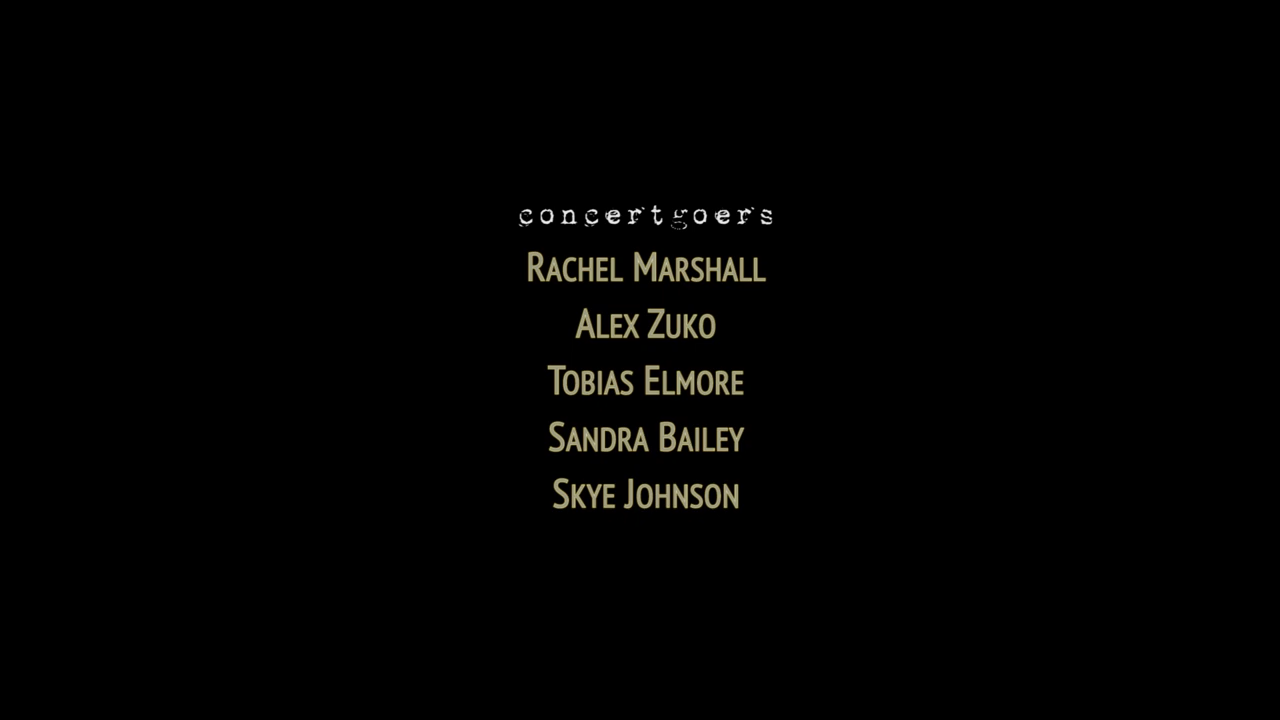 concertgoers
RACHEL MARSHALL
ALEX ZUKO
TOBIAS ELMORE
SANDRA BAILEY
SKYE JOHNSON